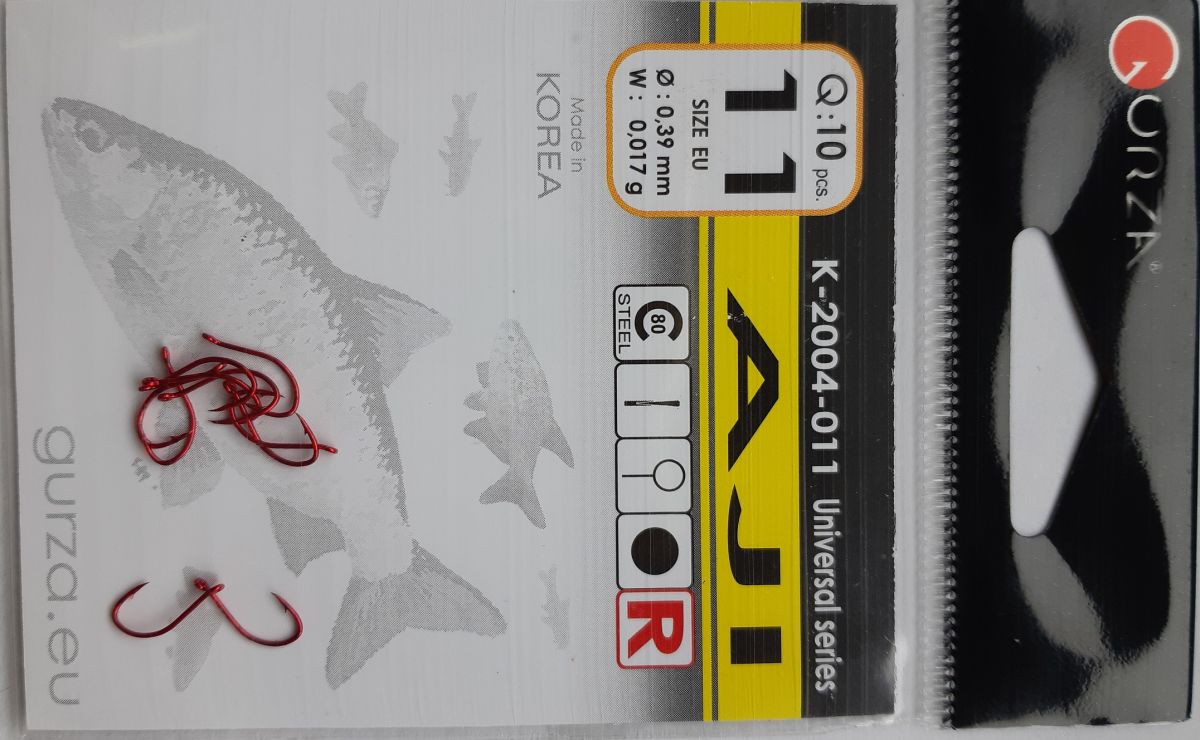 GURZA®
K-2004-011 Universal series
AJI
Q:10 pcs.
11
SIZE EU
Ø: 0,39 mm
W: 0,017 g
C
80
STEEL
R
Made in
KOREA
gurza.eu